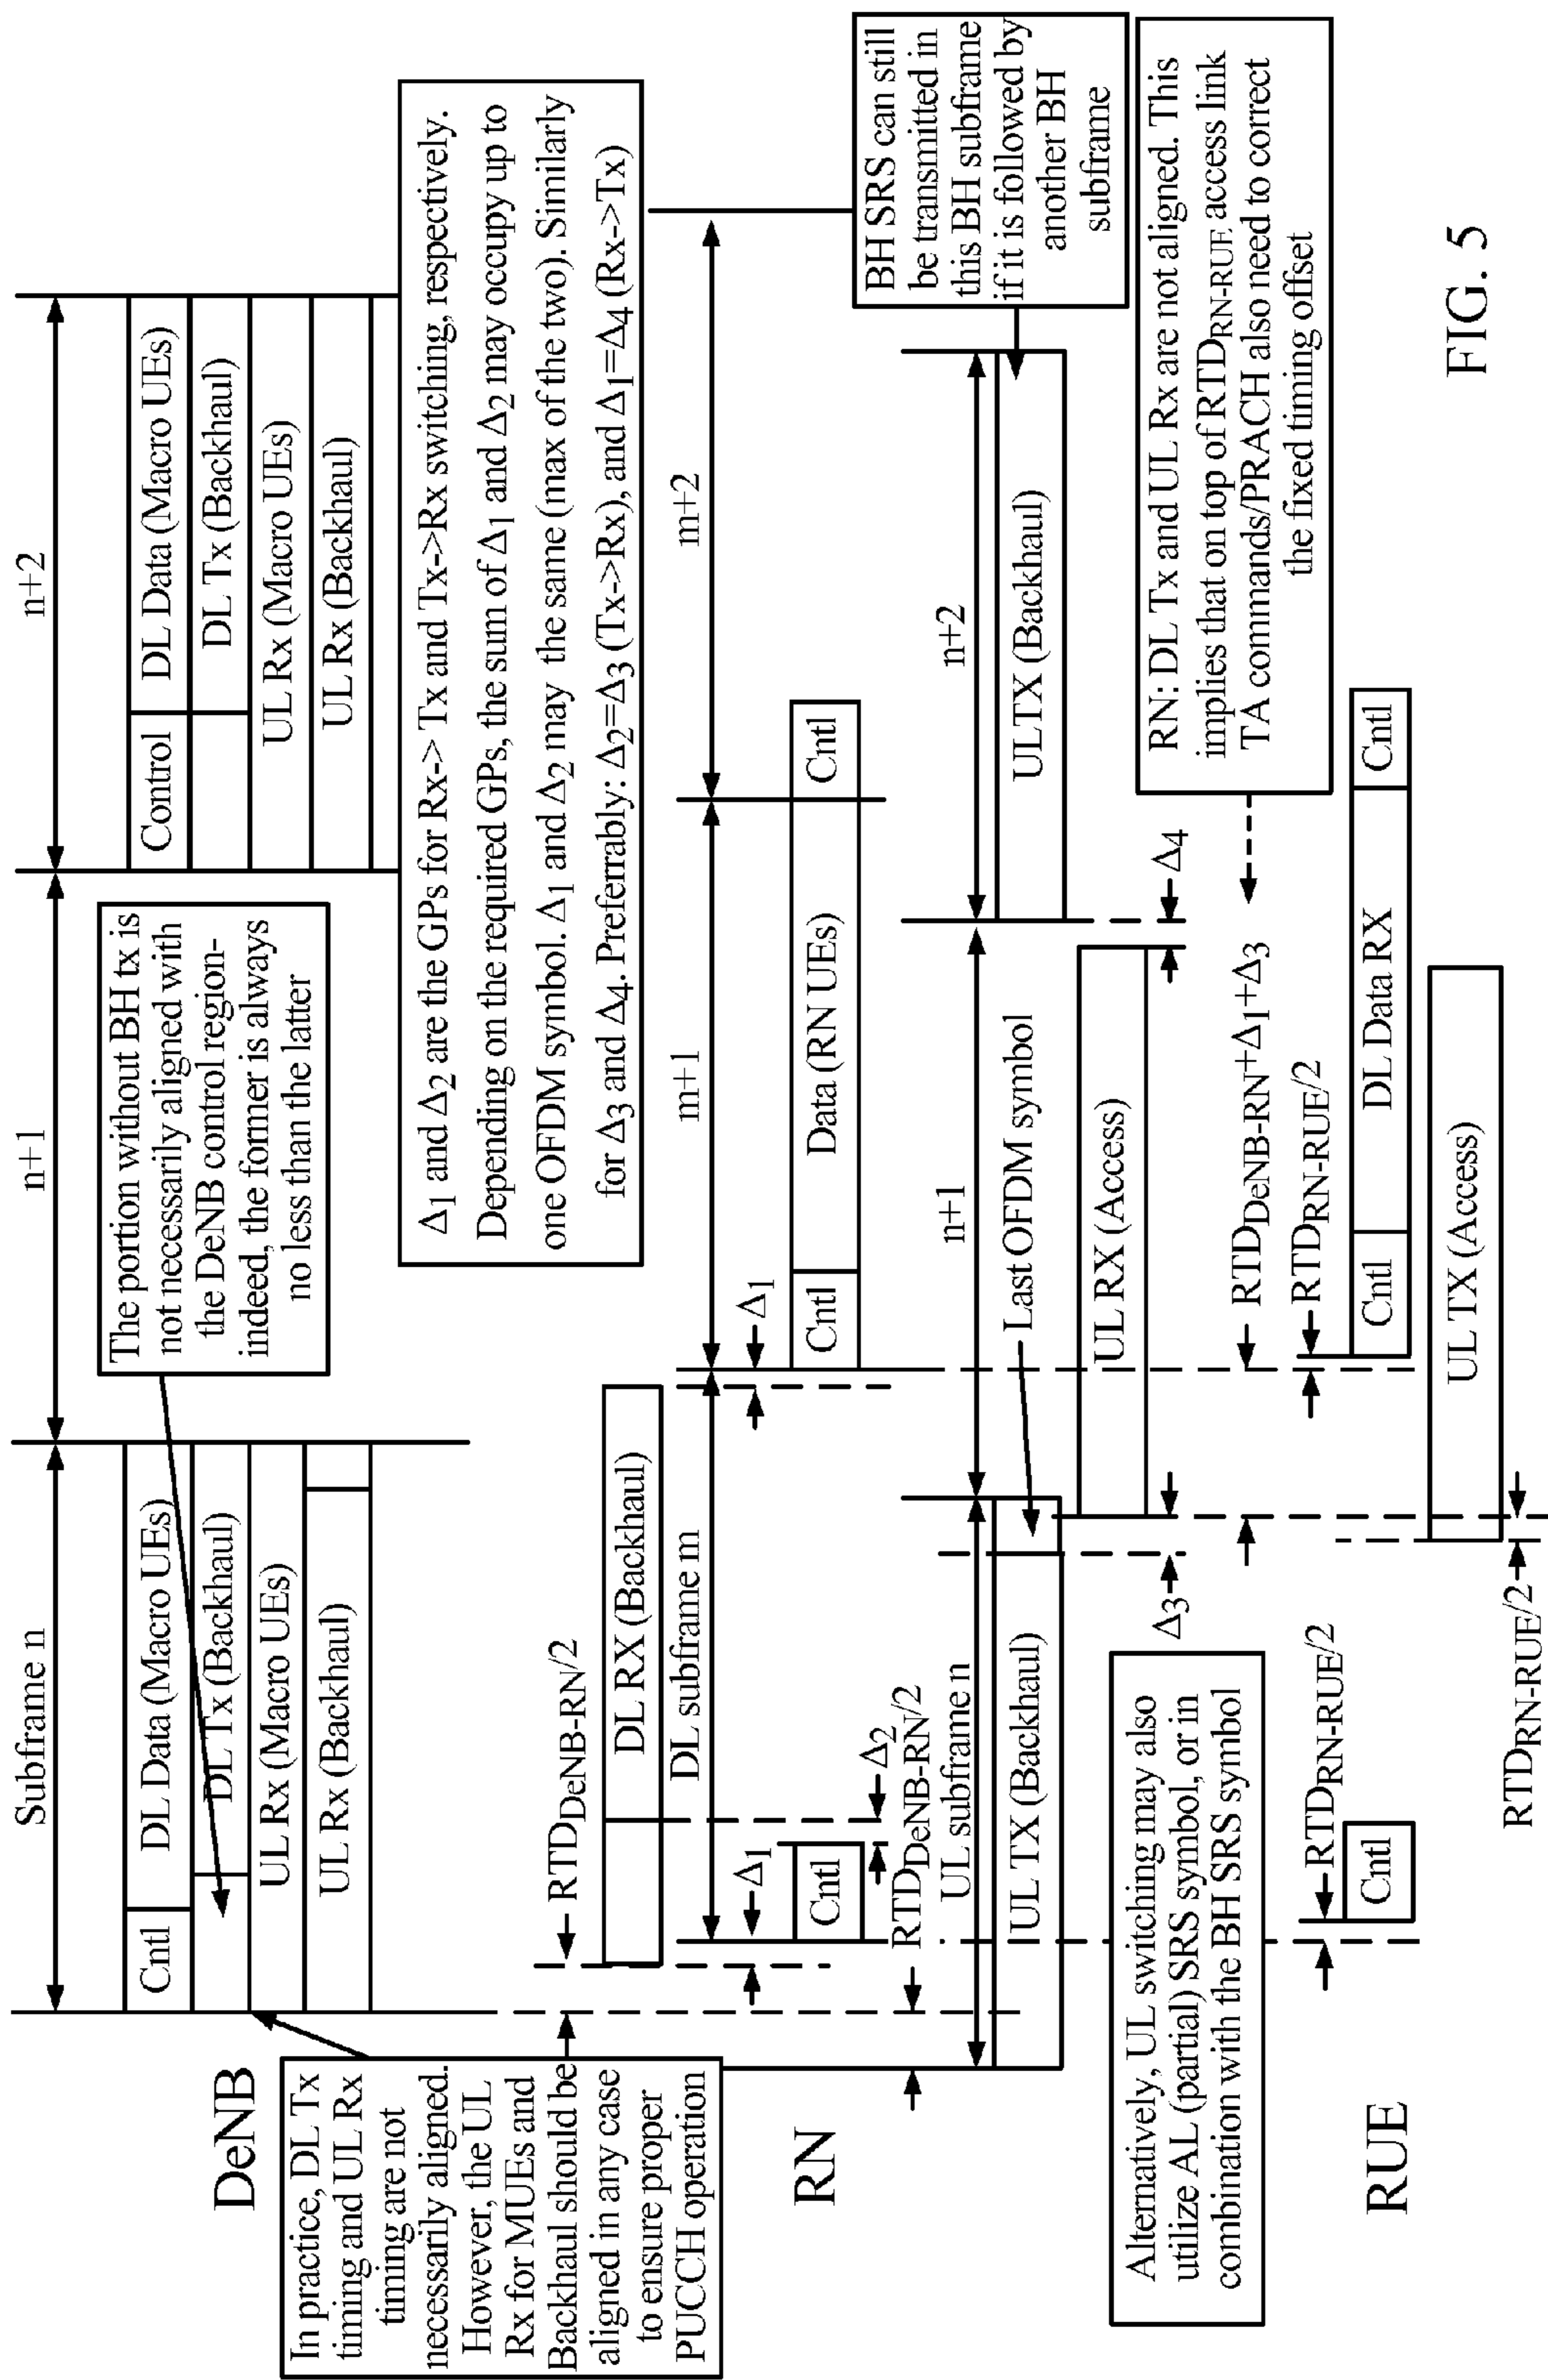 Subframe n
n+1
n+2
DeNB
Cntl
DL Data (Macro UEs)
DL Tx (Backhaul)
UL Rx (Macro UEs)
UL Rx (Backhaul)
The portion without BH tx is
not necessarily aligned with
the DeNB control region-
indeed, the former is always
no less than the latter
Control
DL Data (Macro UEs)
DL Tx (Backhaul)
UL Rx (Macro UEs)
UL Rx (Backhaul)
In practice, DL Tx
timing and UL Rx
timing are not
necessarily aligned.
However, the UL
Rx for MUEs and
Backhaul should be
aligned in any case
to ensure proper
PUCCH operation
Δ1 and Δ2 are the GPs for Rx-> Tx and Tx->Rx switching, respectively.
Depending on the required GPs, the sum of Δ1 and Δ2 may occupy up to
one OFDM symbol. Δ1 and Δ2 may the same (max of the two). Similarly
for Δ3 and Δ4. Preferrably: Δ2=Δ3 (Tx->Rx), and Δ1=Δ4 (Rx->Tx)
RTDDeNB-RN/2
DL RX (Backhaul)
DL subframe m
m+1
m+2
RN
Δ1
Δ1
Cntl
Δ2
Cntl
Data (RN UEs)
Cntl
RTDDeNB-RN/2
UL subframe n
n+1
n+2
UL TX (Backhaul)
Last OFDM symbol
ULTX (Backhaul)
BH SRS can still
be transmitted in
this BH subframe
if it is followed by
another BH
subframe
UL RX (Access)
Δ3
Δ4
Alternatively, UL switching may also
utilize AL (partial) SRS symbol, or in
combination with the BH SRS symbol
RTDDeNB-RN+Δ1+Δ3
RN: DL Tx and UL Rx are not aligned. This
implies that on top of RTDRN-RUE access link
TA commands/PRACH also need to correct
the fixed timing offset
RUE
RTDRN-RUE/2
RTDRN-RUE/2
Cntl
Cntl
DL Data RX
Cntl
UL TX (Access)
RTDRN-RUE/2
FIG. 5